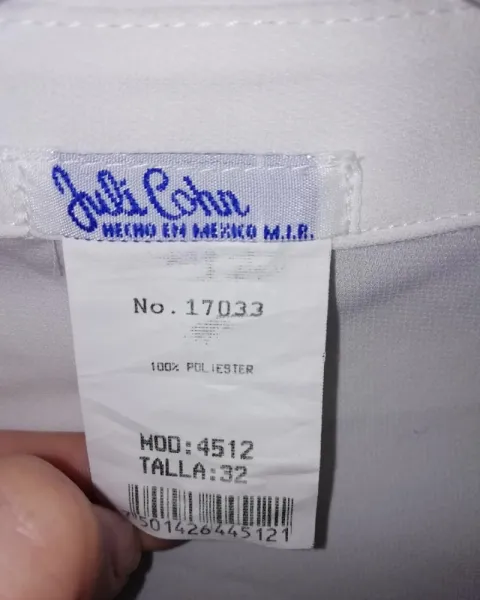 Juli Cohn
HECHO EN MEXICO M.I.R.
No.17033
100% POLIESTER
MOD:4512
TALLA:32
7501426445121